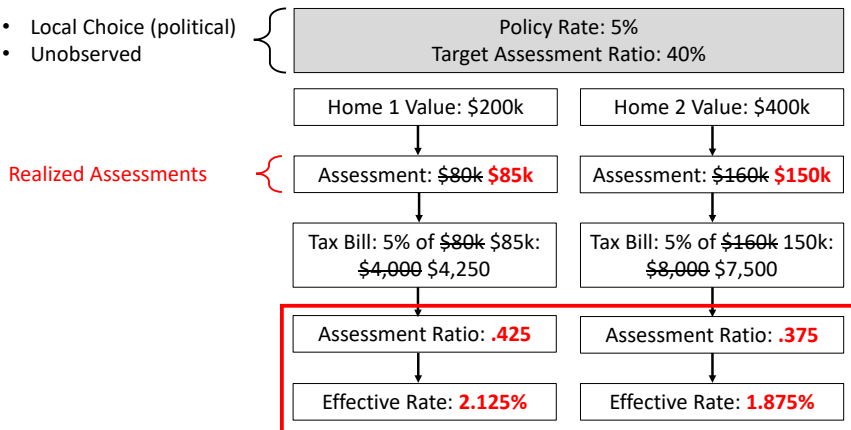 • Local Choice (political)
• Unobserved
Policy Rate: 5%
Target Assessment Ratio: 40%
Home 1 Value: $200k
Home 2 Value: $400k
Realized Assessments
Assessment: $80k $85k
Assessment: $160k $150k
Tax Bill: 5% of $80k $85k:
$4,000 $4,250
Tax Bill: 5% of $160k 150k:
$8,000 $7,500
Assessment Ratio: .425
Assessment Ratio: .375
Effective Rate: 2.125%
Effective Rate: 1.875%